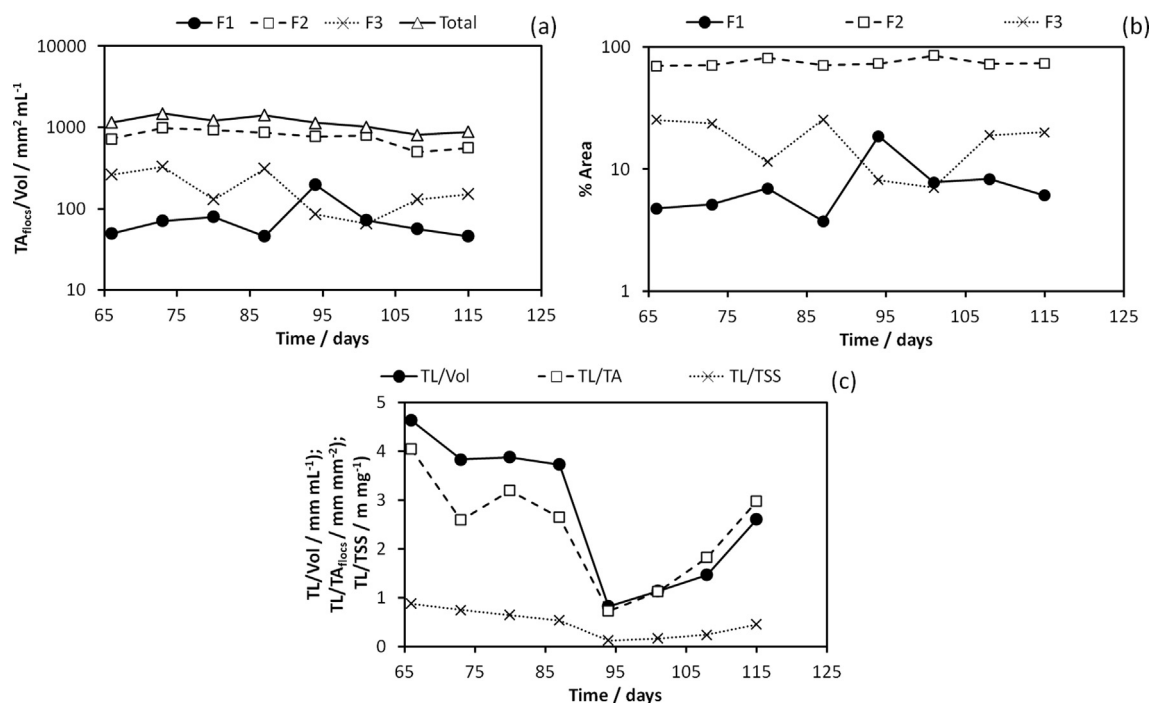 F1 F2 F3 Total (a)
10000
1000
100
10
TAflocs/Vol / mm² mL⁻¹
65 75 85 95 105 115 125
Time / days
F1 F2 F3 (b)
100
10
1
% Area
65 75 85 95 105 115 125
Time / days
TL/Vol TL/TA TL/TSS (c)
5
4
3
2
1
0
TL/Vol / mm mL⁻¹);
TL/TAflocs / mm mm⁻²);
TL/TSS / m mg⁻¹)
65 75 85 95 105 115 125
Time / days